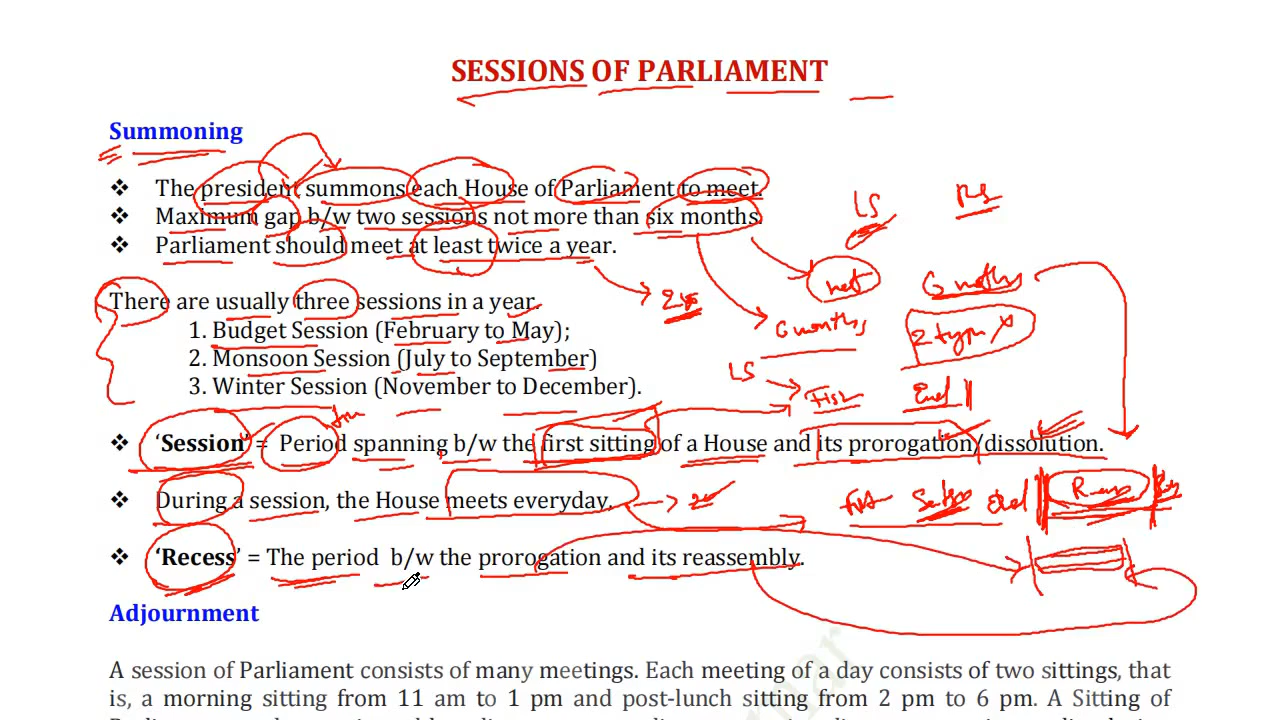 SESSIONS OF PARLIAMENT
Summoning
❖ The president summons each House of Parliament to meet.
❖ Maximum gap b/w two sessions not more than six months.
❖ Parliament should meet at least twice a year.
LS RS
There are usually three sessions in a year.
1. Budget Session (February to May);
2. Monsoon Session (July to September)
3. Winter Session (November to December).
6 months
LS
End
❖ ‘Session’ = Period spanning b/w the first sitting of a House and its prorogation/dissolution.
❖ During a session, the House meets everyday.
❖ ‘Recess’ = The period b/w the prorogation and its reassembly.
Adjournment
A session of Parliament consists of many meetings. Each meeting of a day consists of two sittings, that
is, a morning sitting from 11 am to 1 pm and post-lunch sitting from 2 pm to 6 pm. A Sitting of